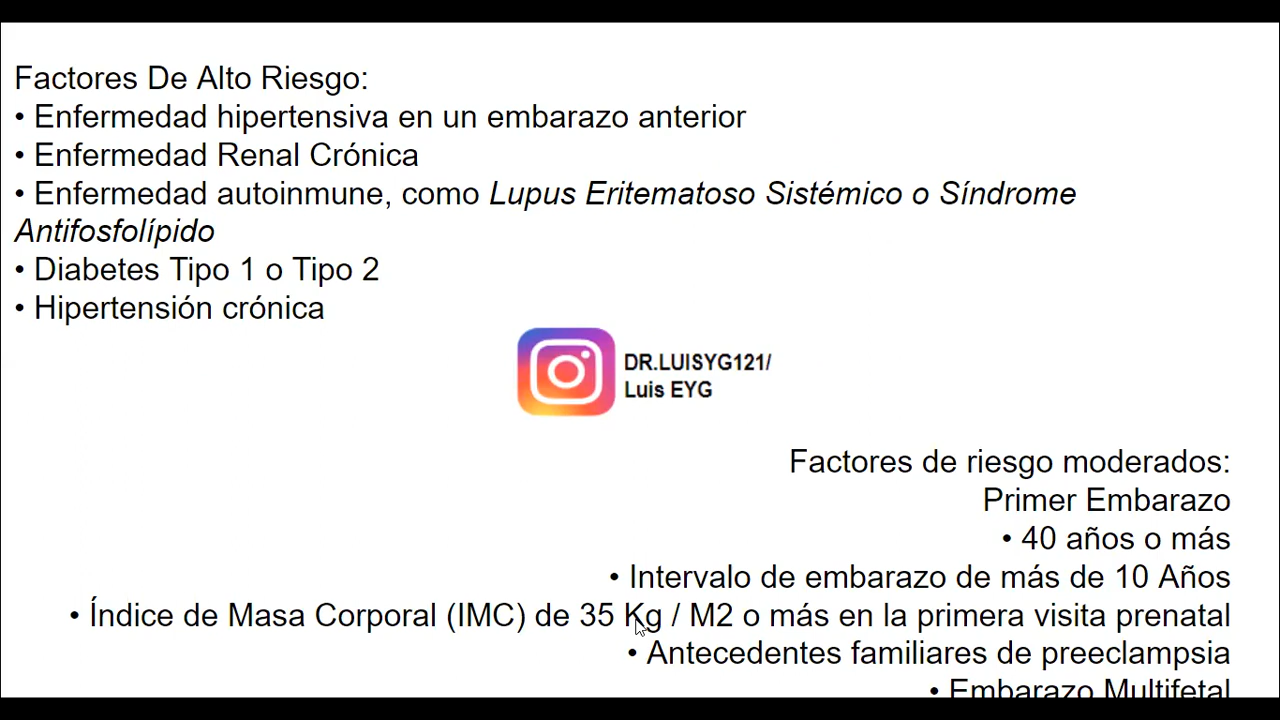 Factores De Alto Riesgo:
• Enfermedad hipertensiva en un embarazo anterior
• Enfermedad Renal Crónica
• Enfermedad autoinmune, como Lupus Eritematoso Sistémico o Síndrome
Antifosfolípido
• Diabetes Tipo 1 o Tipo 2
• Hipertensión crónica
DR.LUISYG121/
Luis EYG
Factores de riesgo moderados:
Primer Embarazo
• 40 años o más
• Intervalo de embarazo de más de 10 Años
• Índice de Masa Corporal (IMC) de 35 Kg / M2 o más en la primera visita prenatal
• Antecedentes familiares de preeclampsia
• Embarazo Multifetal